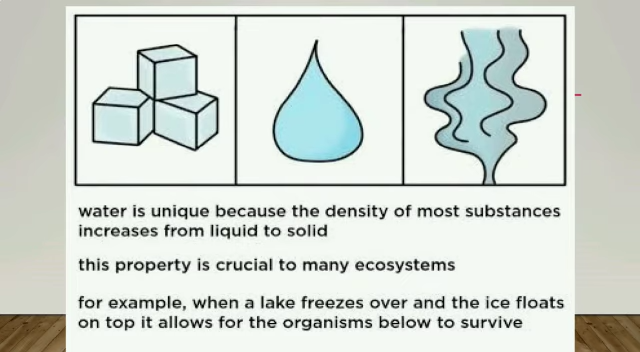 water is unique because the density of most substances
increases from liquid to solid
this property is crucial to many ecosystems
for example, when a lake freezes over and the ice floats
on top it allows for the organisms below to survive